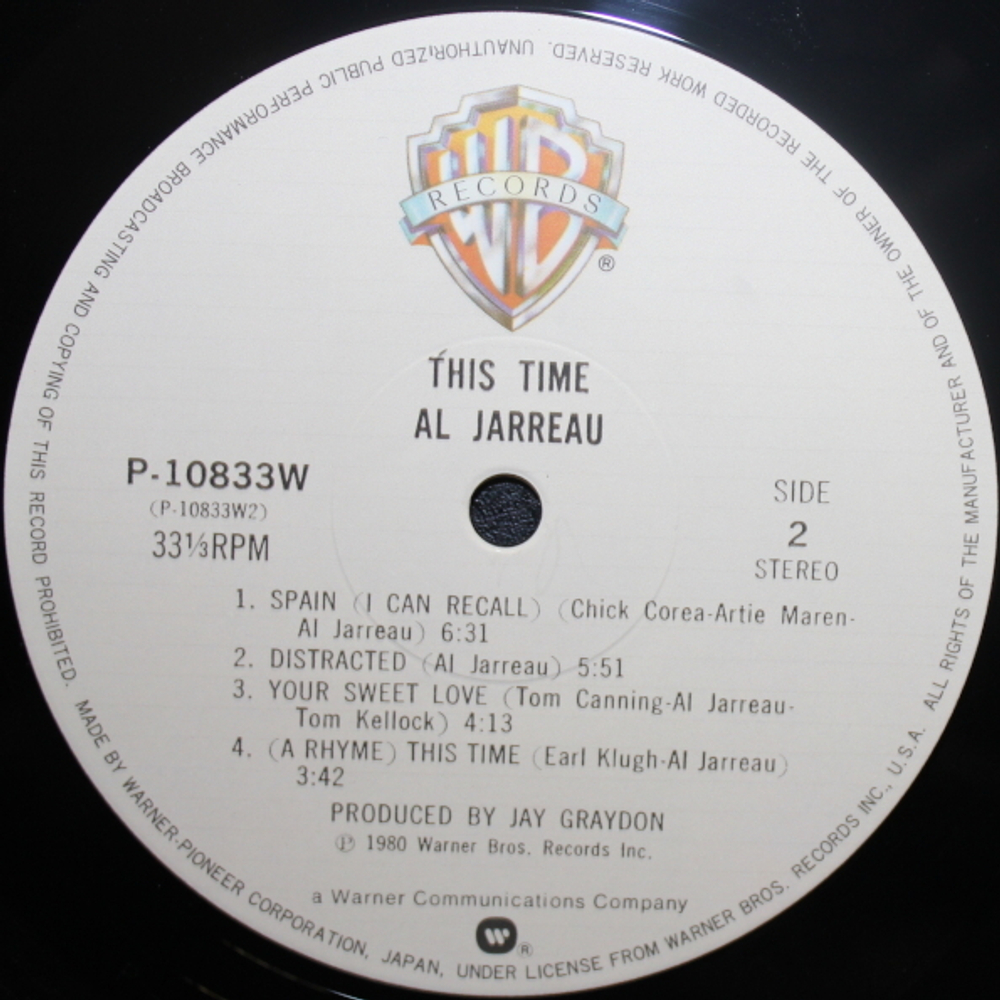 WB
RECORDS
®
THIS TIME
AL JARREAU
P-10833W
(P-10833W2)
33⅓RPM
SIDE
2
STEREO
1. SPAIN (I CAN RECALL) (Chick Corea-Artie Maren-
Al Jarreau) 6:31
2. DISTRACTED (Al Jarreau) 5:51
3. YOUR SWEET LOVE (Tom Canning-Al Jarreau-
Tom Kellock) 4:13
4. (A RHYME) THIS TIME (Earl Klugh-Al Jarreau)
3:42
PRODUCED BY JAY GRAYDON
℗ 1980 Warner Bros. Records Inc.
a Warner Communications Company
W®
MADE BY WARNER-PIONEER CORPORATION, JAPAN, UNDER LICENSE FROM WARNER BROS. RECORDS INC., U.S.A. ALL RIGHTS OF THE MANUFACTURER AND OF THE OWNER OF THE RECORDED WORK RESERVED. UNAUTHORIZED PUBLIC PERFORMANCE BROADCASTING AND COPYING OF THIS RECORD PROHIBITED.